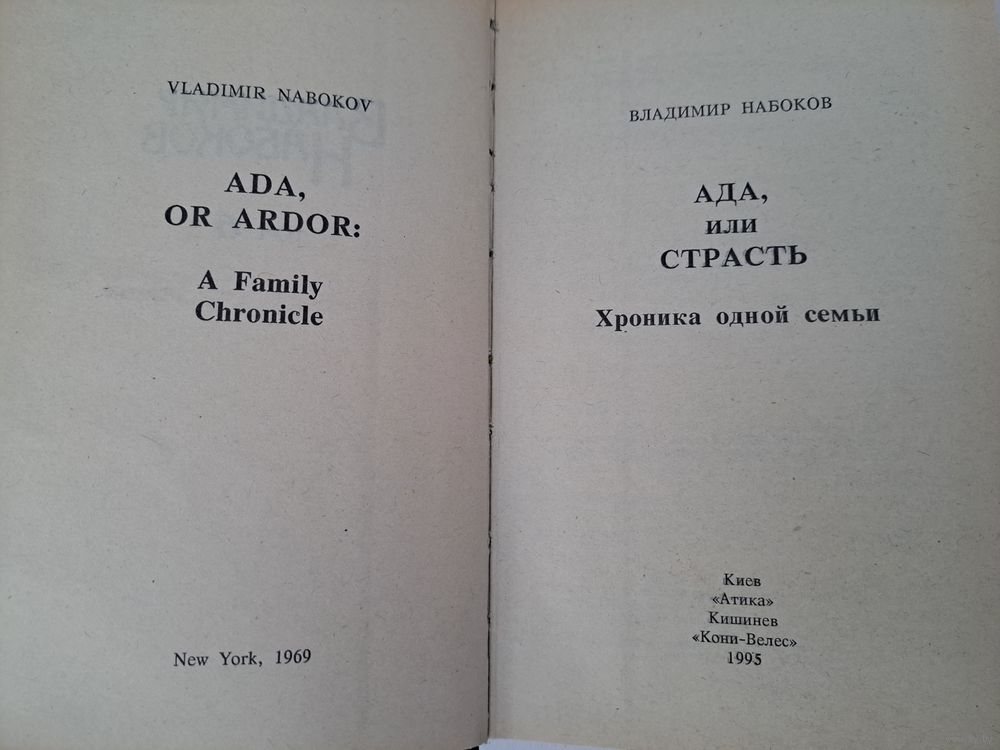 VLADIMIR NABOKOV
ADA,
OR ARDOR:
A Family
Chronicle
New York, 1969
ВЛАДИМИР НАБОКОВ
АДА,
или
СТРАСТЬ
Хроника одной семьи
Киев
«Атика»
Кишинев
«Кони-Велес»
1995